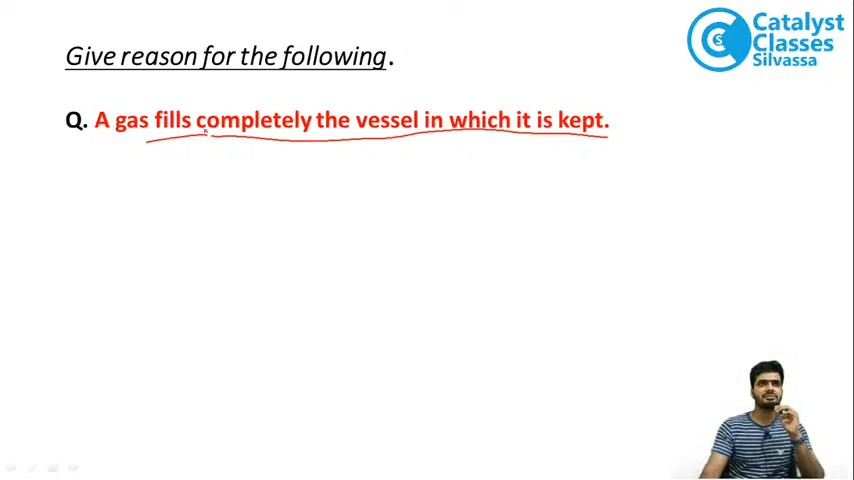 Catalyst
Classes
Silvassa
Give reason for the following.
Q. A gas fills completely the vessel in which it is kept.